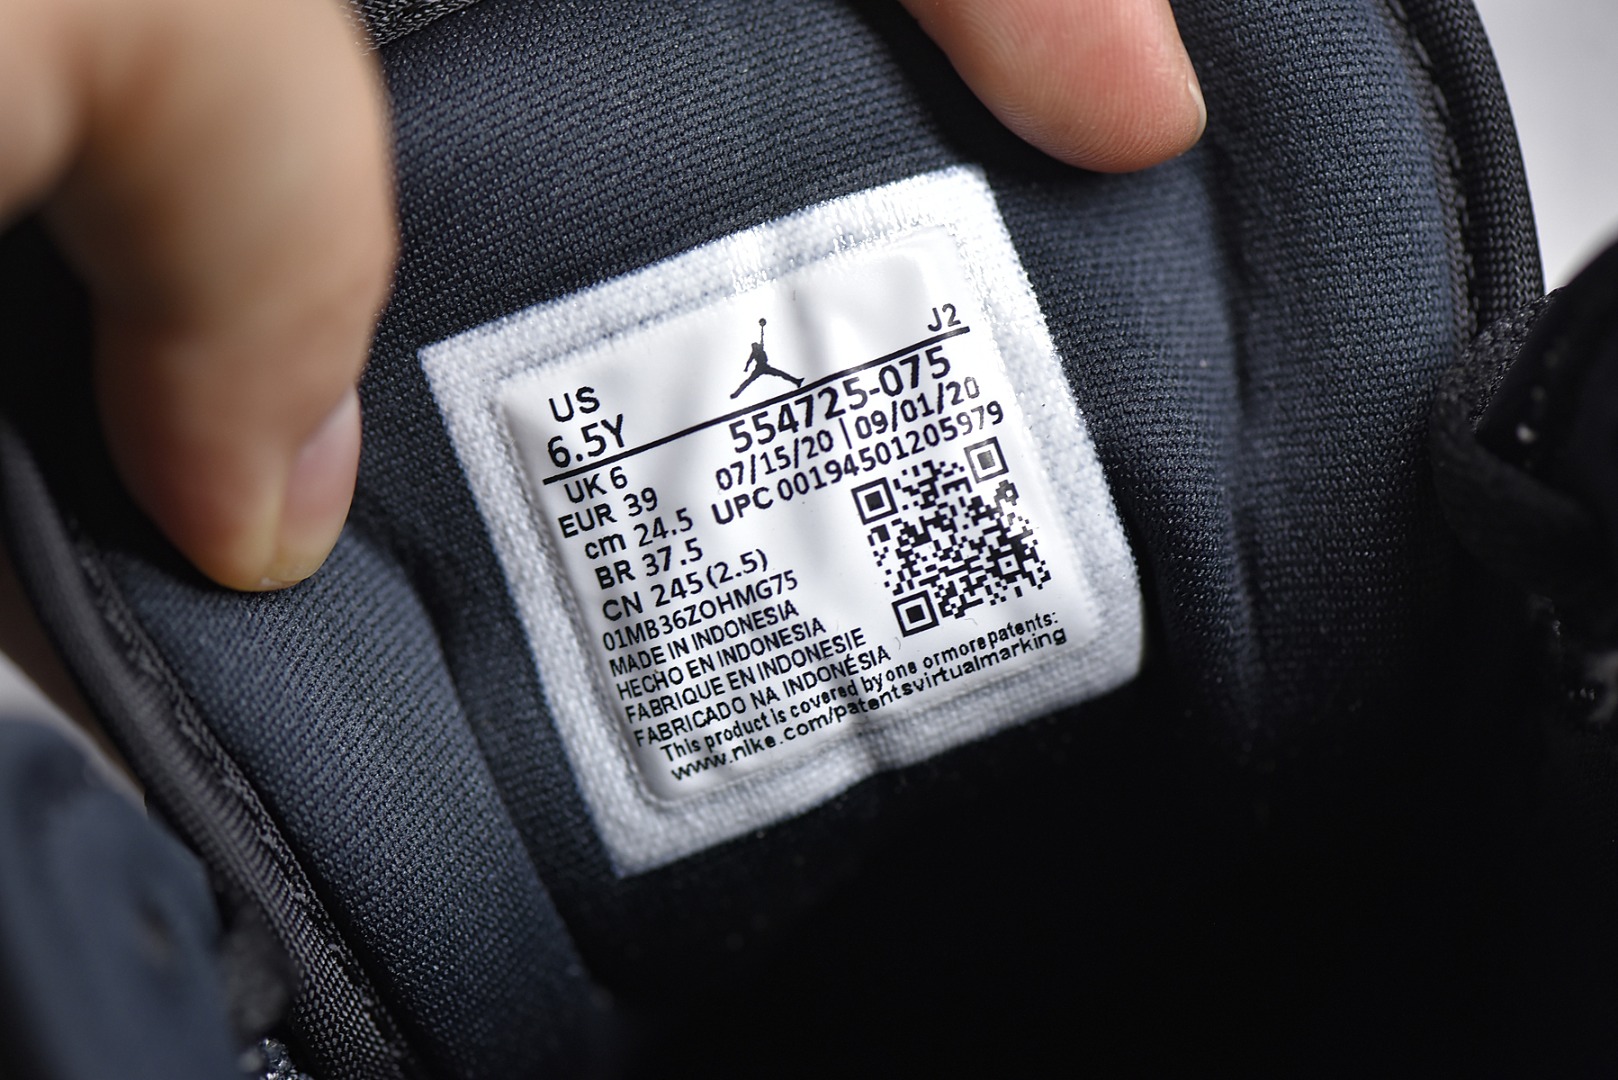 US
6.5Y
J2
554725-075
07/15/20 | 09/01/20
UPC 00194501205979
UK 6
EUR 39
cm 24.5
BR 37.5
CN 245(2.5)
01MB36ZOHMG75
MADE IN INDONESIA
HECHO EN INDONESIA
FABRIQUE EN INDONESIE
FABRICADO NA INDONÉSIA
This product is covered by one ormore patents:
www.nike.com/patentsvirtualmarking